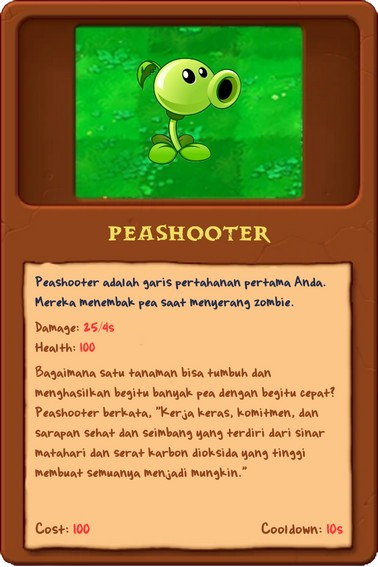 PEASHOOTER
Peashooter adalah garis pertahanan pertama Anda.
Mereka menembak pea saat menyerang zombie.
Damage: 25/4s
Health: 100
Bagaimana satu tanaman bisa tumbuh dan
menghasilkan begitu banyak pea dengan begitu cepat?
Peashooter berkata, "Kerja keras, komitmen, dan
sarapan sehat dan seimbang yang terdiri dari sinar
matahari dan serat karbon dioksida yang tinggi
membuat semuanya menjadi mungkin."
Cost: 100 Cooldown: 10s